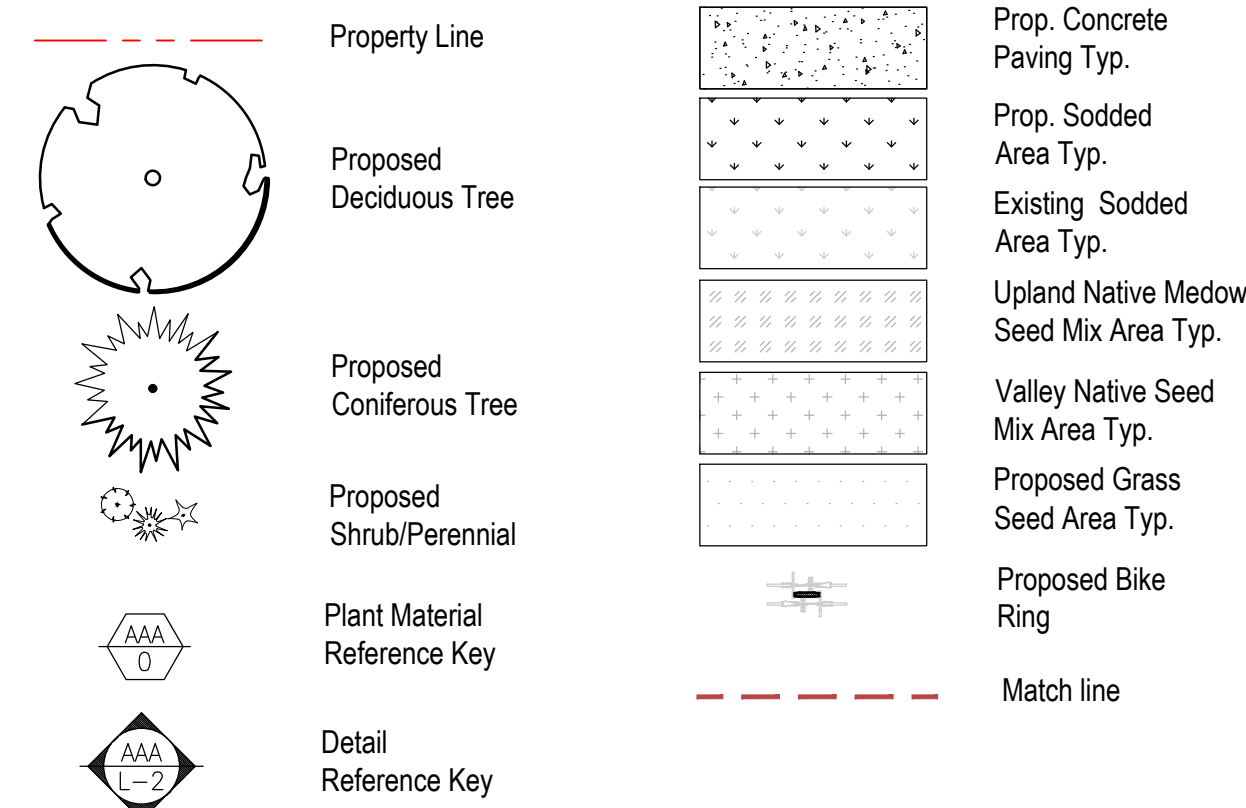 Property Line
Proposed
Deciduous Tree
Proposed
Coniferous Tree
Proposed
Shrub/Perennial
AAA
0
Plant Material
Reference Key
AAA
L-2
Detail
Reference Key
Prop. Concrete
Paving Typ.
Prop. Sodded
Area Typ.
Existing Sodded
Area Typ.
Upland Native Medow
Seed Mix Area Typ.
Valley Native Seed
Mix Area Typ.
Proposed Grass
Seed Area Typ.
Proposed Bike
Ring
Match line